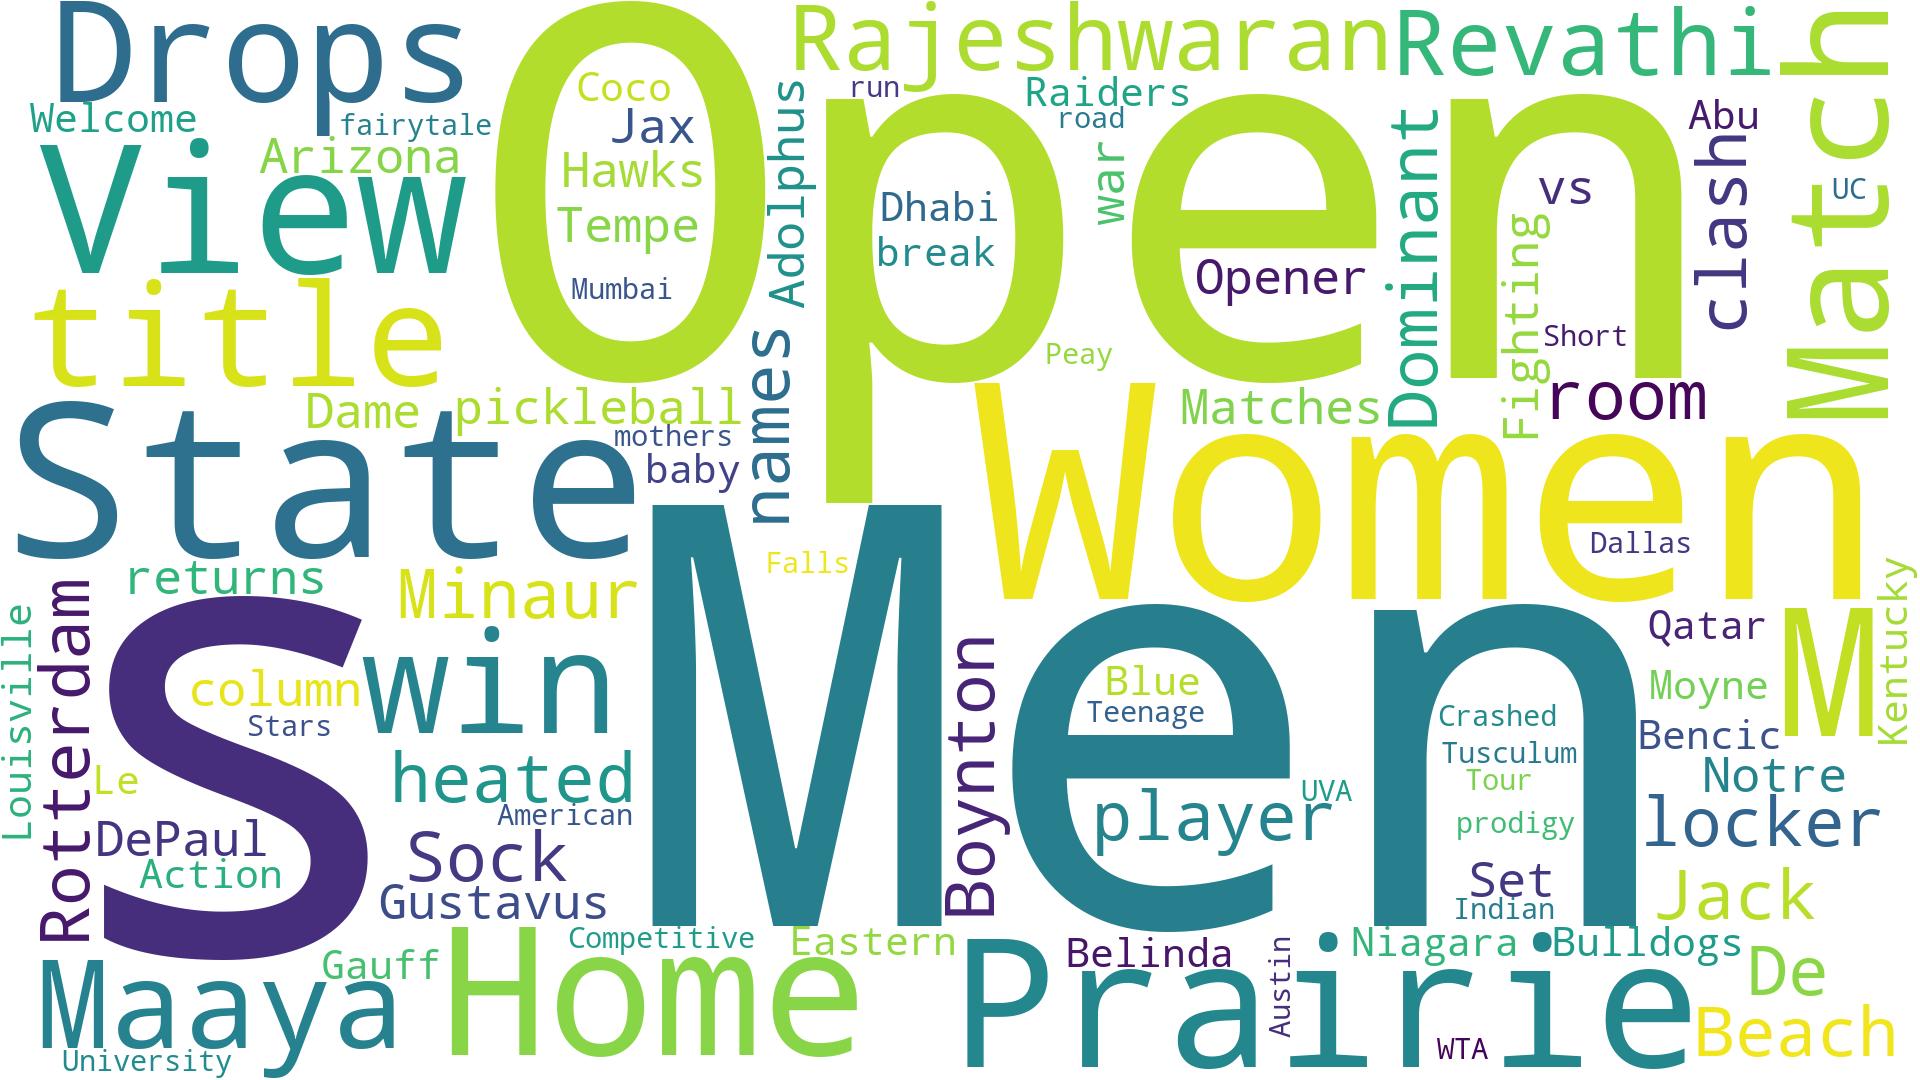 Drops
Open
Rajeshwaran
Revathi
Match
Welcome
fairytale
Coco
Jax
run
Raiders
road
Abu
View
Arizona
Hawks
Tempe
Mumbai
Adolphus
Dhabi
break
war
Opener
Dominant
vs
Fighting
Short
clash
UC
title
Dame
pickleball
names
Peay
Matches
room
State
mothers
baby
Women
Dallas
returns
Minaur
Falls
Men
Qatar
M
Kentucky
Louisville
Rotterdam
S
column
Stars
win
Boynton
Blue
Teenage
Crashed
Tusculum
Tour
Moyne
Bencic
Notre
Le
heated
American
UVA
player
prodigy
locker
DePaul
Action
Sock
Gustavus
Set
Indian
Jack
Maaya
Gauff
Home
Competitive
Eastern
Prairie
Belinda
Austin
Niagara
Bulldogs
De
University
WTA
Beach